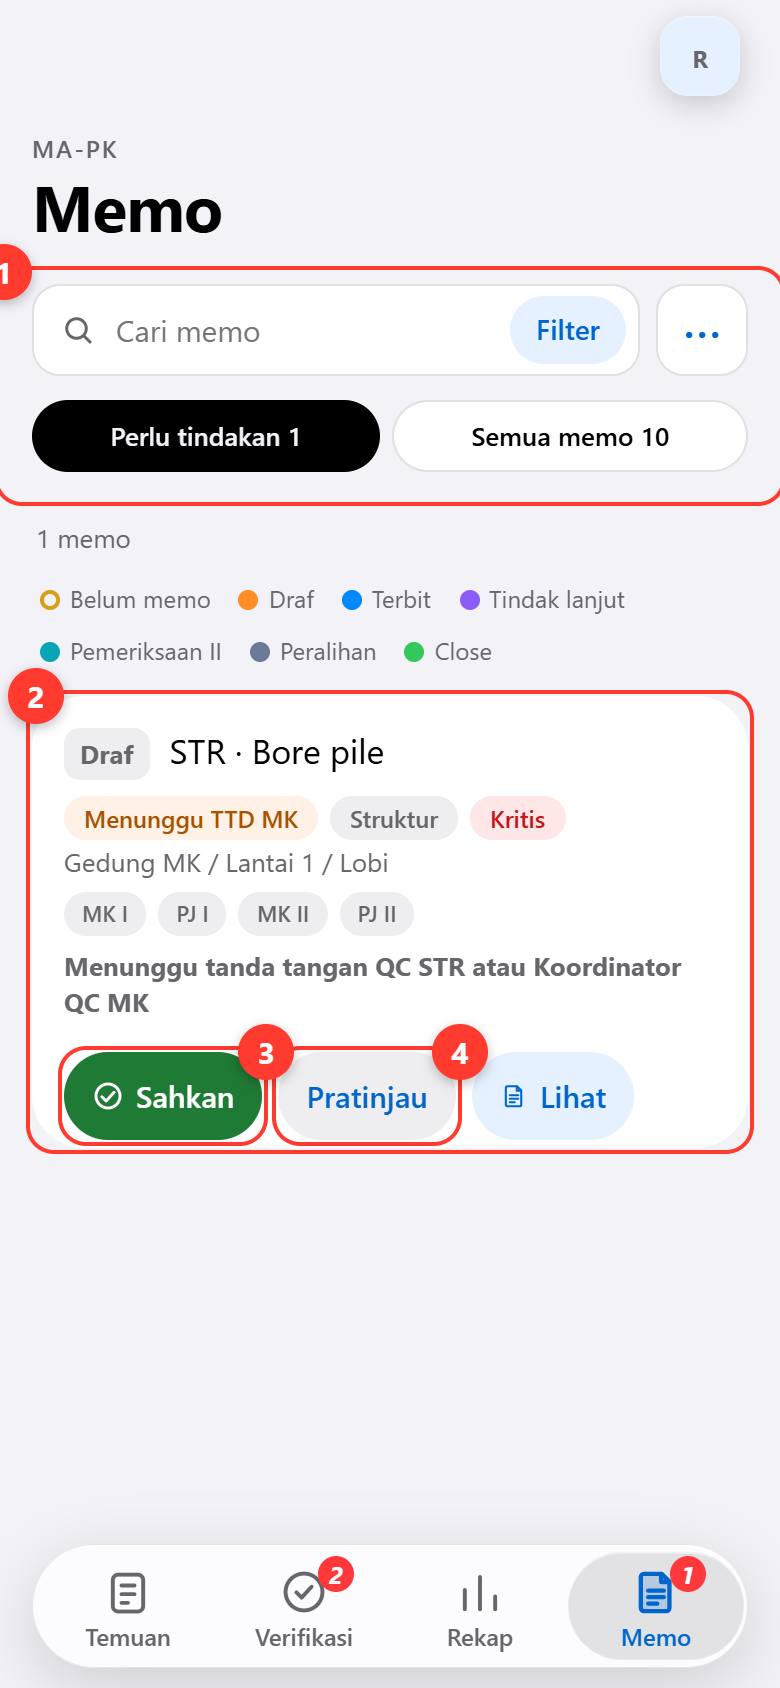 R
MA-PK
Memo
1
Cari memo Filter ...
Perlu tindakan 1 Semua memo 10
1 memo
Belum memo Draf Terbit Tindak lanjut
Pemeriksaan II Peralihan Close
2
Draf STR · Bore pile
Menunggu TTD MK Struktur Kritis
Gedung MK / Lantai 1 / Lobi
MK I PJ I MK II PJ II
Menunggu tanda tangan QC STR atau Koordinator
QC MK
3 4
Sahkan Pratinjau Lihat
2 1
Temuan Verifikasi Rekap Memo